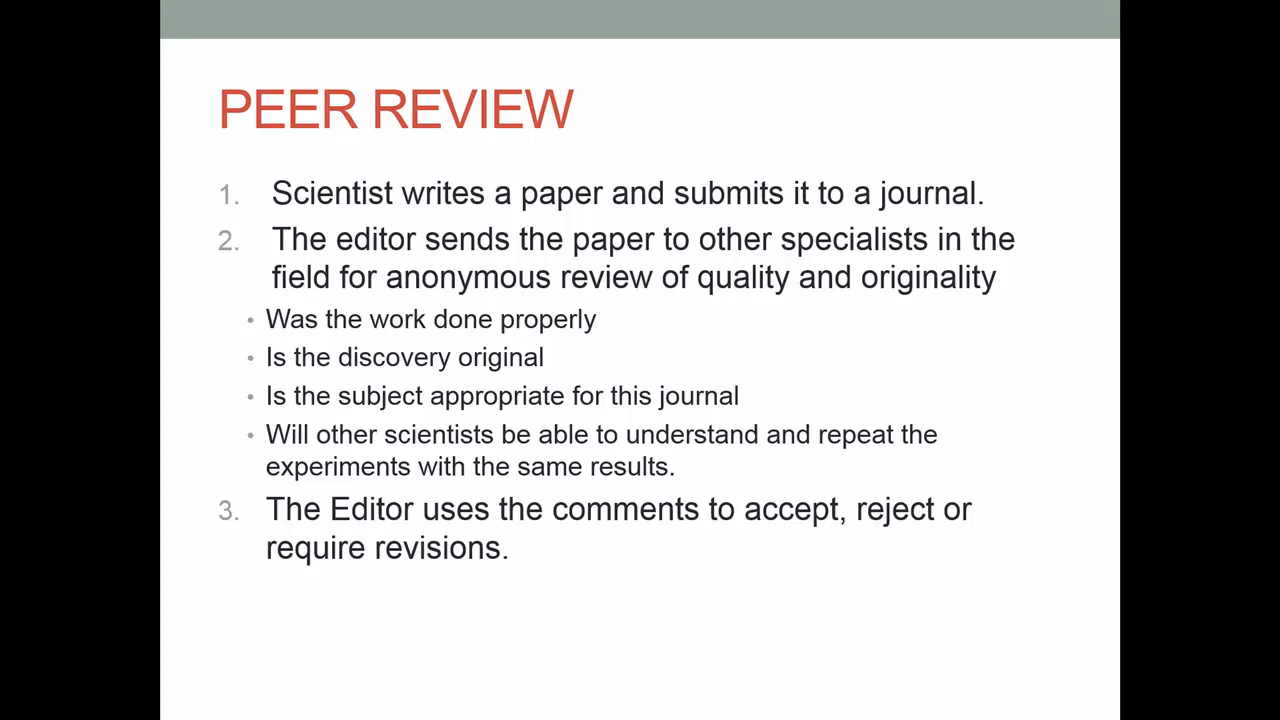 PEER REVIEW
1. Scientist writes a paper and submits it to a journal.
2. The editor sends the paper to other specialists in the
field for anonymous review of quality and originality
• Was the work done properly
• Is the discovery original
• Is the subject appropriate for this journal
• Will other scientists be able to understand and repeat the
experiments with the same results.
3. The Editor uses the comments to accept, reject or
require revisions.